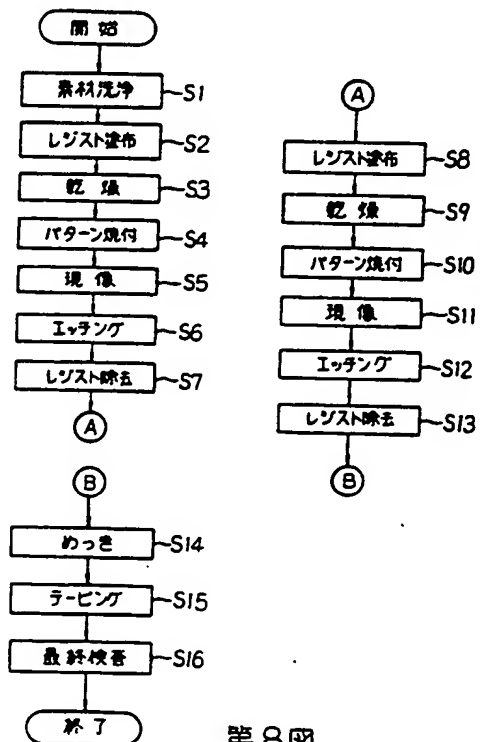 開始
素材洗浄 S1
レジスト塗布 S2
乾燥 S3
パターン焼付 S4
現像 S5
エッチング S6
レジスト除去 S7
A
A
レジスト塗布 S8
乾燥 S9
パターン焼付 S10
現像 S11
エッチング S12
レジスト除去 S13
B
B
めっき S14
テーピング S15
最終検査 S16
終了
第8図